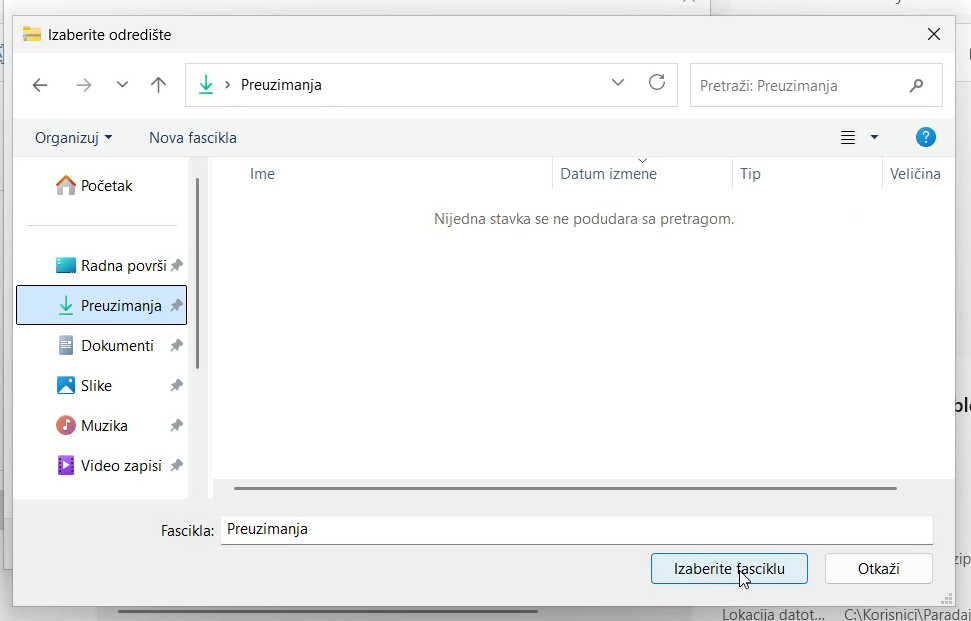 Izaberite odredište
Preuzimanja
Pretraži: Preuzimanja
Organizuj
Nova fascikla
Početak
Radna površi
Preuzimanja
Dokumenti
Slike
Muzika
Video zapisi
Ime
Datum izmene
Tip
Veličina
Nijedna stavka se ne podudara sa pretragom.
Fascikla:
Preuzimanja
Izaberite fasciklu
Otkaži
zip
Lokacija datot... C:\Korisnici\Paradaj